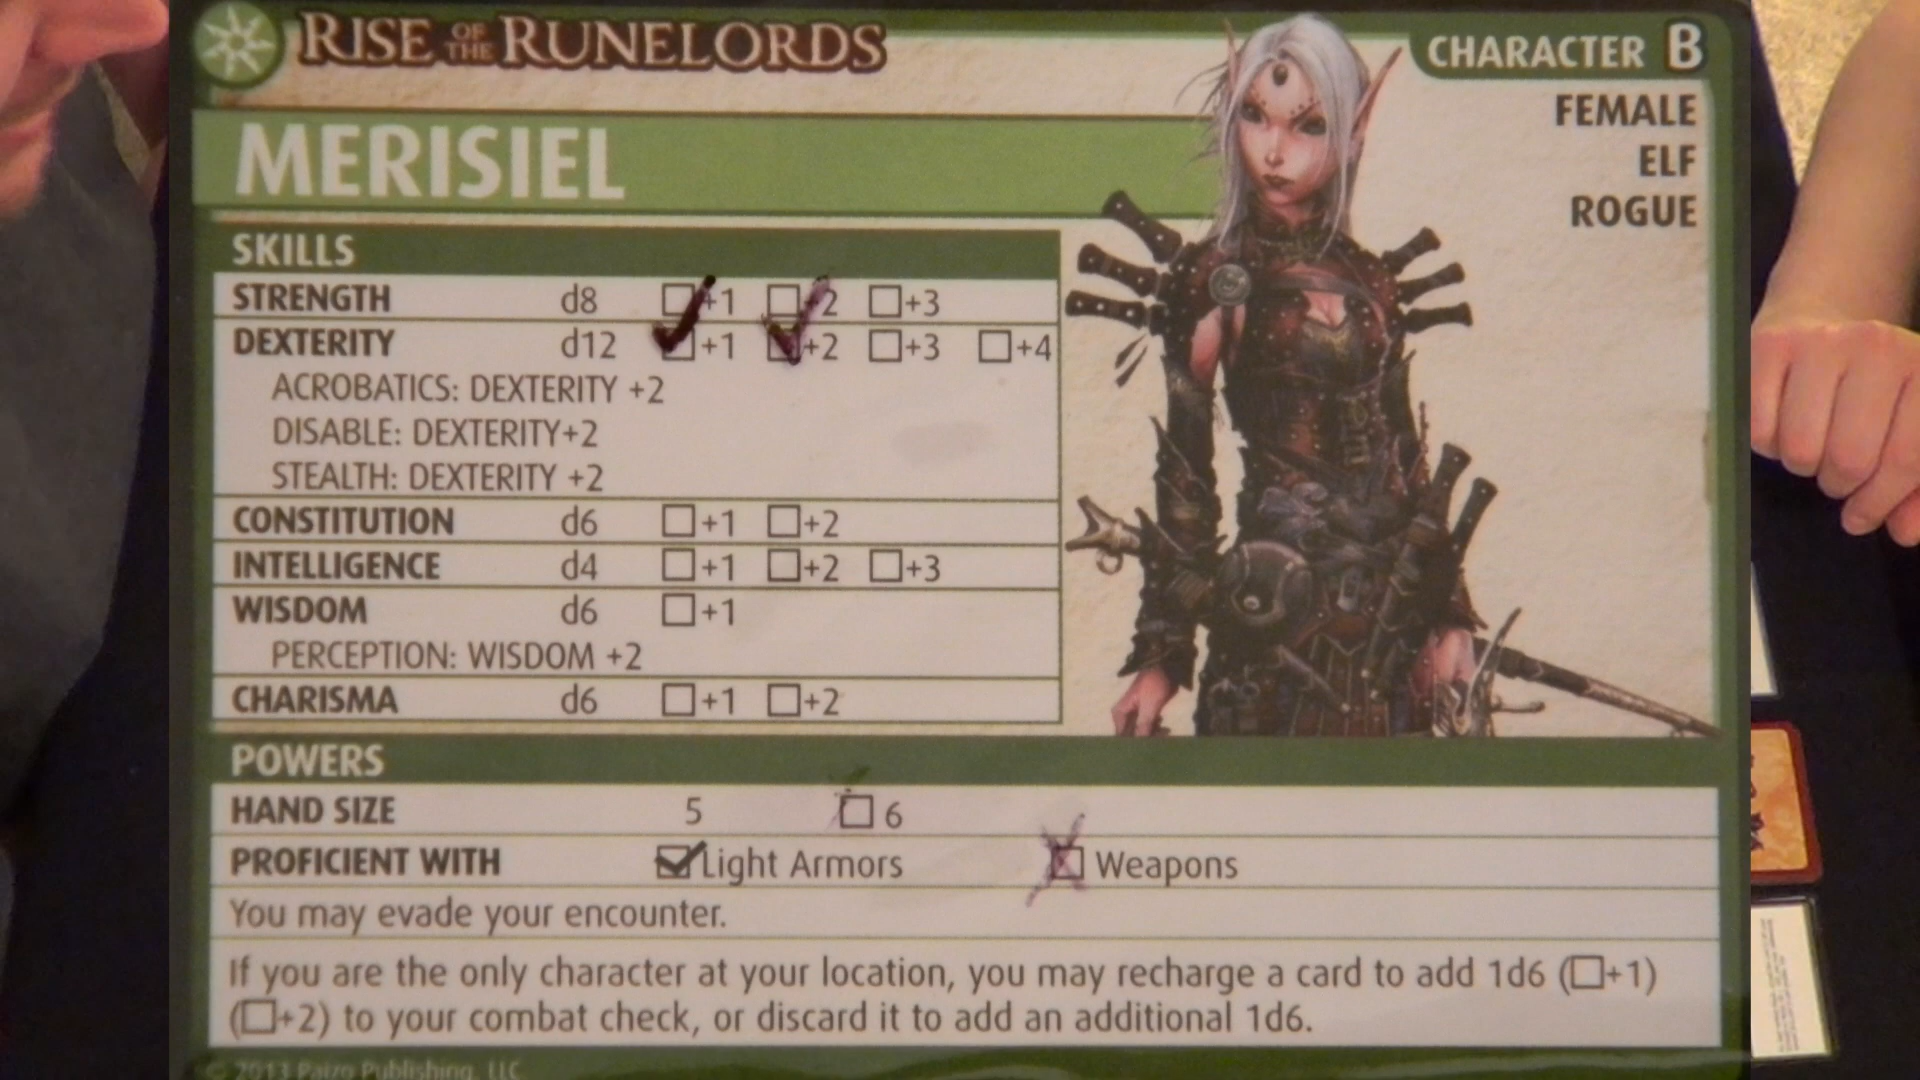 RISE OF THE RUNELORDS
CHARACTER B
FEMALE
ELF
ROGUE
MERISIEL
SKILLS
STRENGTH d8 ☐+1 ☐+2 ☐+3
DEXTERITY d12 ☑+1 ☑+2 ☐+3 ☐+4
ACROBATICS: DEXTERITY +2
DISABLE: DEXTERITY+2
STEALTH: DEXTERITY +2
CONSTITUTION d6 ☐+1 ☐+2
INTELLIGENCE d4 ☐+1 ☐+2 ☐+3
WISDOM d6 ☐+1
PERCEPTION: WISDOM +2
CHARISMA d6 ☐+1 ☐+2
POWERS
HAND SIZE 5 ☐ 6
PROFICIENT WITH ☑ Light Armors ☒ Weapons
You may evade your encounter.
If you are the only character at your location, you may recharge a card to add 1d6 (☐+1)
(☐+2) to your combat check, or discard it to add an additional 1d6.
© 2013 Paizo Publishing, LLC